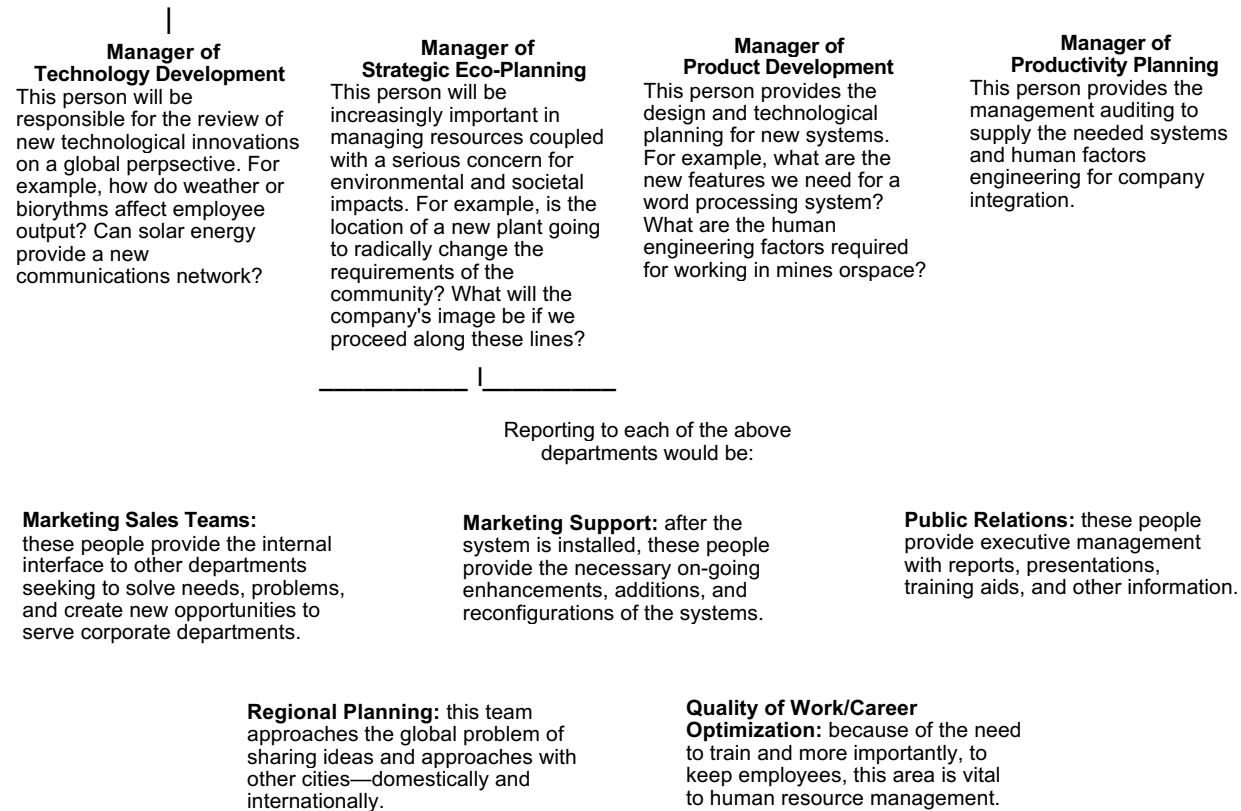 Manager of
Technology Development
This person will be
responsible for the review of
new technological innovations
on a global perpsective. For
example, how do weather or
biorythms affect employee
output? Can solar energy
provide a new
communications network?
Manager of
Strategic Eco-Planning
This person will be
increasingly important in
managing resources coupled
with a serious concern for
environmental and societal
impacts. For example, is the
location of a new plant going
to radically change the
requirements of the
community? What will the
company's image be if we
proceed along these lines?
Manager of
Product Development
This person provides the
design and technological
planning for new systems.
For example, what are the
new features we need for a
word processing system?
What are the human
engineering factors required
for working in mines orspace?
Manager of
Productivity Planning
This person provides the
management auditing to
supply the needed systems
and human factors
engineering for company
integration.
Reporting to each of the above
departments would be:
Marketing Sales Teams:
these people provide the internal
interface to other departments
seeking to solve needs, problems,
and create new opportunities to
serve corporate departments.
Marketing Support: after the
system is installed, these people
provide the necessary on-going
enhancements, additions, and
reconfigurations of the systems.
Public Relations: these people
provide executive management
with reports, presentations,
training aids, and other information.
Regional Planning: this team
approaches the global problem of
sharing ideas and approaches with
other cities—domestically and
internationally.
Quality of Work/Career
Optimization: because of the need
to train and more importantly, to
keep employees, this area is vital
to human resource management.